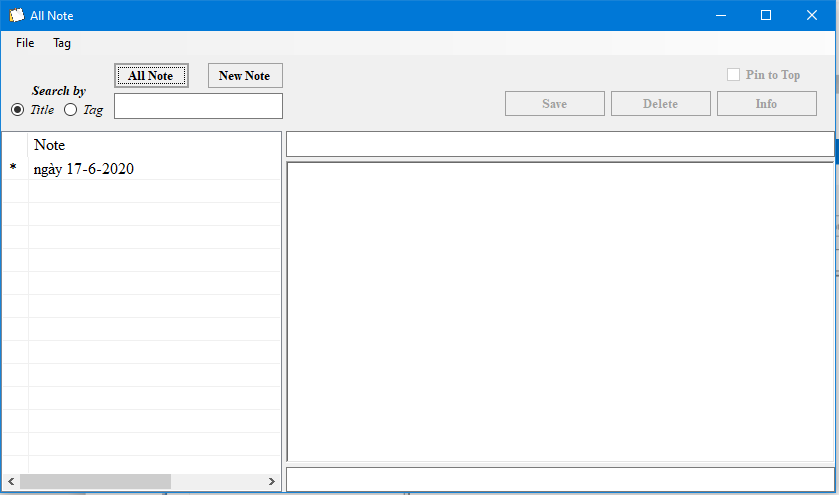 All Note
File Tag
All Note New Note
Pin to Top
Search by
Save Delete Info
Title Tag
Note
* ngày 17-6-2020